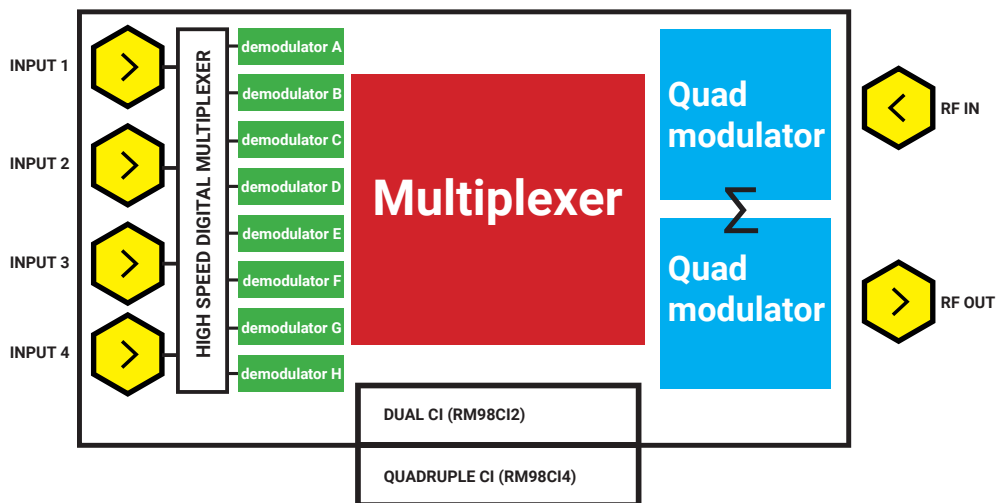 INPUT 1
INPUT 2
INPUT 3
INPUT 4
HIGH SPEED DIGITAL MULTIPLEXER
demodulator A
demodulator B
demodulator C
demodulator D
demodulator E
demodulator F
demodulator G
demodulator H
Multiplexer
Quad
modulator
Σ
Quad
modulator
RF IN
RF OUT
DUAL CI (RM98CI2)
QUADRUPLE CI (RM98CI4)